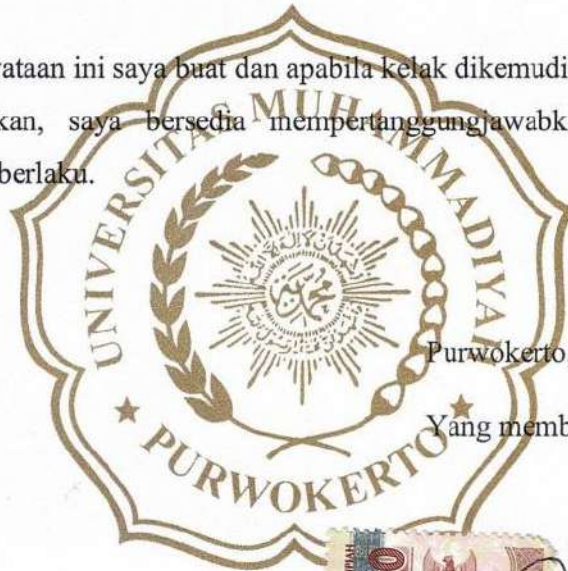 ataan ini saya buat dan apabila kelak dikemudi
kan, saya bersedia mempertanggungjawabk
berlaku.
UNIVERSITAS MUHAMMADIYAH
PURWOKERTO
محمدية
Purwokerto,
Yang memb